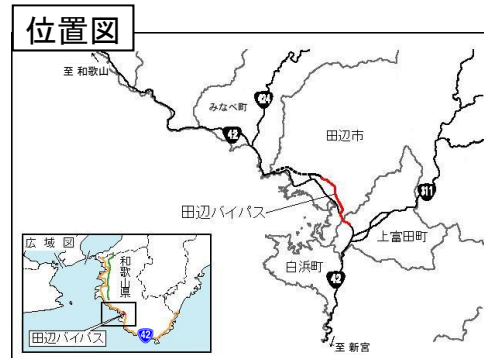 位置図
至 和歌山
みなべ町
424
42
田辺市
311
田辺バイパス
上富田町
白浜町
42
至 新宮
広域図
和歌山県
田辺バイパス
42